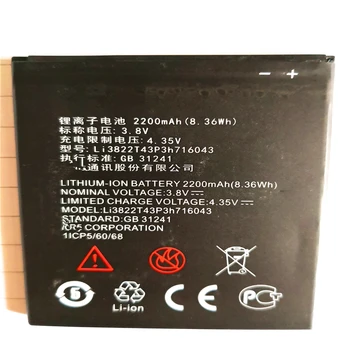 - +
锂离子电池 2200mAh(8.36Wh)
标称电压: 3.8V
充电限制电压: 4.35V
型号: Li3822T43P3h716043
执行标准: GB 31241
通讯股份有限公司
LITHIUM-ION BATTERY 2200mAh(8.36Wh)
NOMINAL VOLTAGE:3.8V
LIMITED CHARGE VOLTAGE:4.35V
MODEL:Li3822T43P3h716043
STANDARD:GB 31241
CORPORATION
1ICP5/60/68
Li-ion